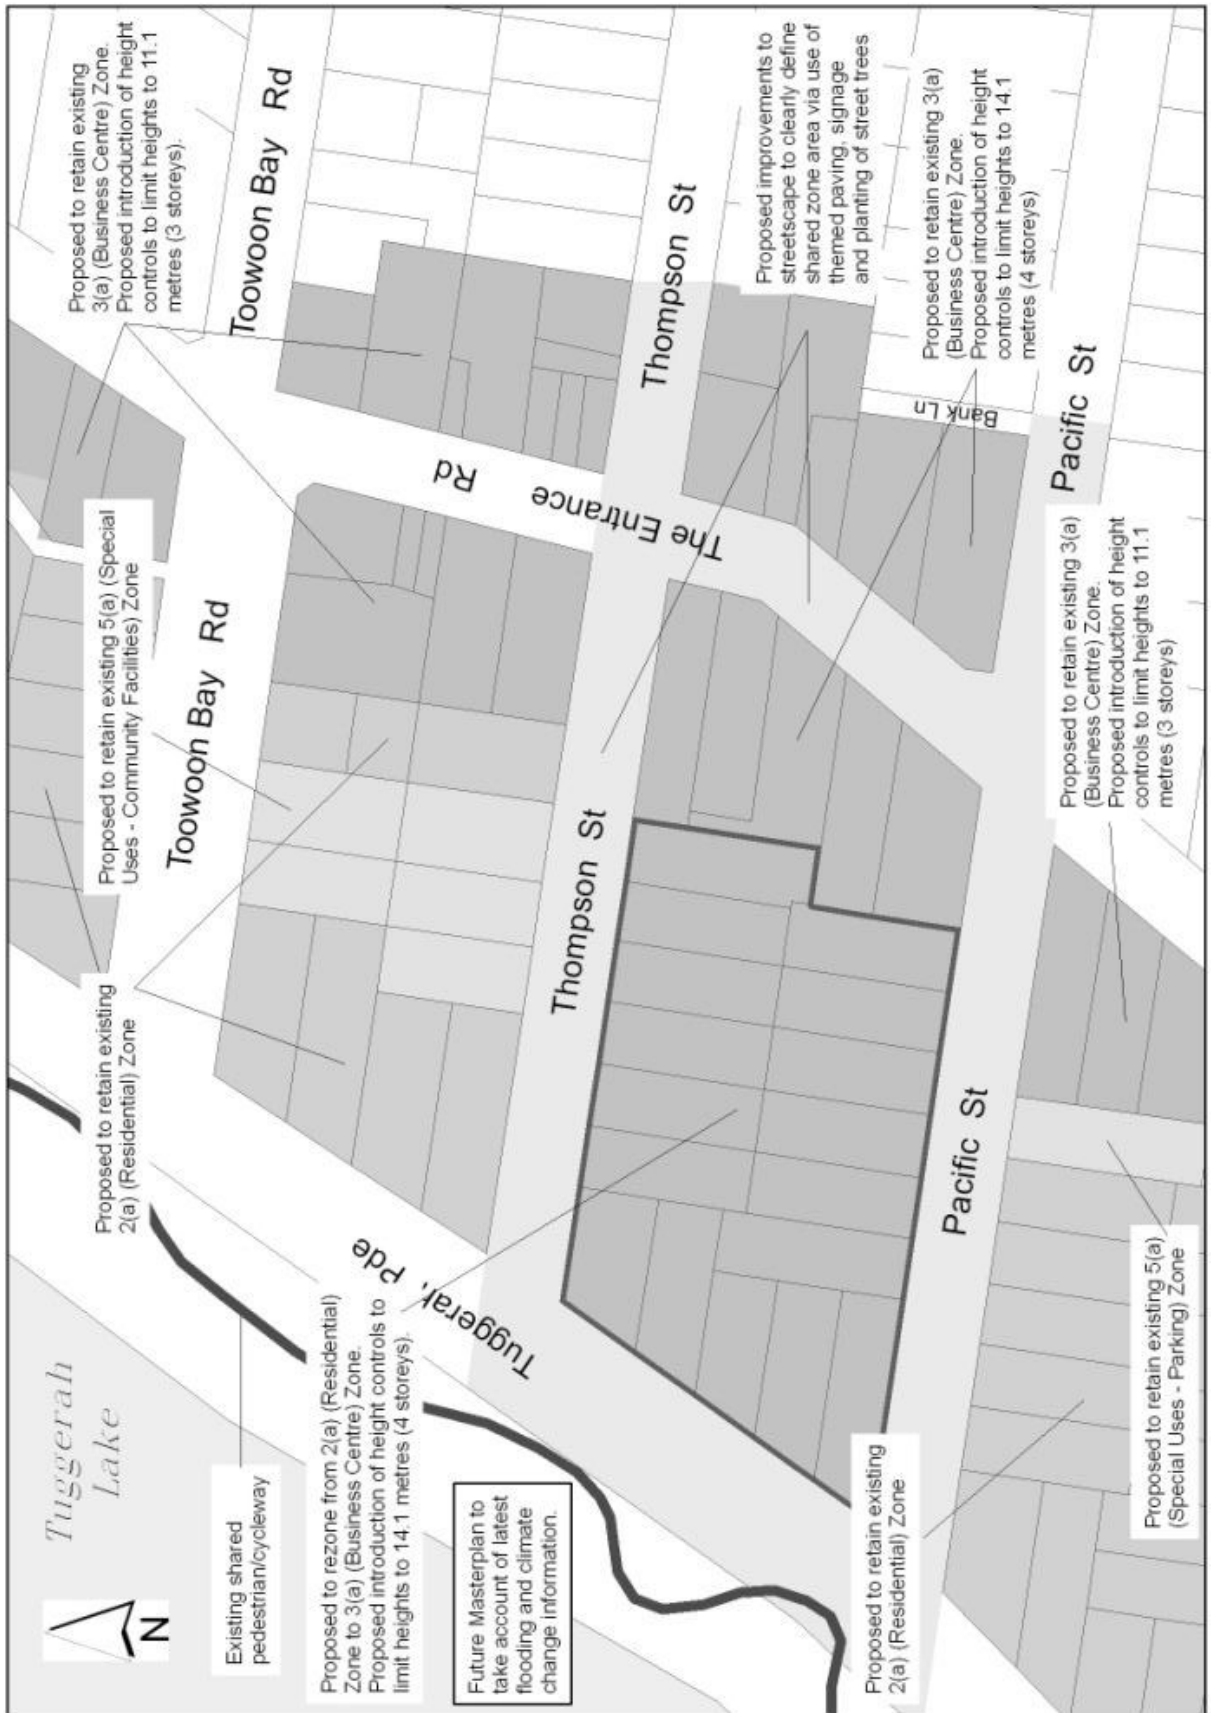 Tuggerah
Lake
N
Existing shared
pedestrian/cycleway
Proposed to rezone from 2(a) (Residential)
Zone to 3(a) (Business Centre) Zone.
Proposed introduction of height controls to
limit heights to 14.1 metres (4 storeys).
Future Masterplan to
take account of latest
flooding and climate
change information.
Proposed to retain existing
2(a) (Residential) Zone
Proposed to retain existing 5(a) (Special
Uses - Community Facilities) Zone
Proposed to retain existing
3(a) (Business Centre) Zone.
Proposed introduction of height
controls to limit heights to 11.1
metres (3 storeys).
Toowoon Bay Rd
Toowoon Bay Rd
Tuggerah, Pde
The Entrance Rd
Thompson St
Thompson St
Proposed improvements to
streetscape to clearly define
shared zone area via use of
themed paving, signage
and planting of street trees
Proposed to retain existing 3(a)
(Business Centre) Zone.
Proposed introduction of height
controls to limit heights to 14.1
metres (4 storeys)
Bank Ln
Pacific St
Pacific St
Proposed to retain existing
2(a) (Residential) Zone
Proposed to retain existing 5(a)
(Special Uses - Parking) Zone
Proposed to retain existing 3(a)
(Business Centre) Zone.
Proposed introduction of height
controls to limit heights to 11.1
metres (3 storeys)